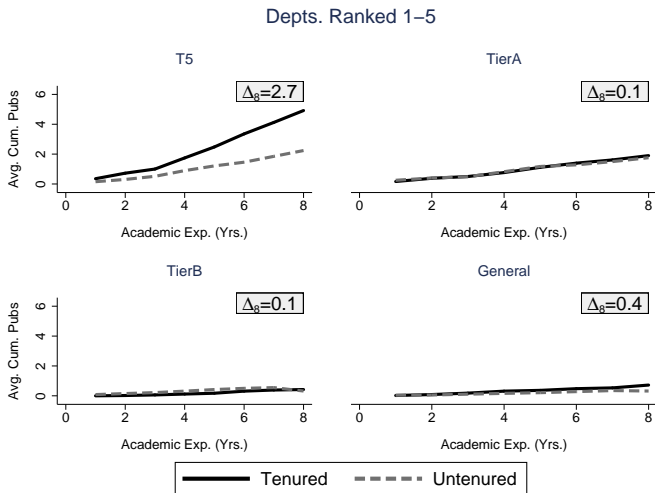 Depts. Ranked 1−5
T5
Δ8=2.7
Avg. Cum. Pubs
6
4
2
0
0 2 4 6 8
Academic Exp. (Yrs.)
TierA
Δ8=0.1
0 2 4 6 8
Academic Exp. (Yrs.)
TierB
Δ8=0.1
Avg. Cum. Pubs
6
4
2
0
0 2 4 6 8
Academic Exp. (Yrs.)
General
Δ8=0.4
0 2 4 6 8
Academic Exp. (Yrs.)
Tenured Untenured